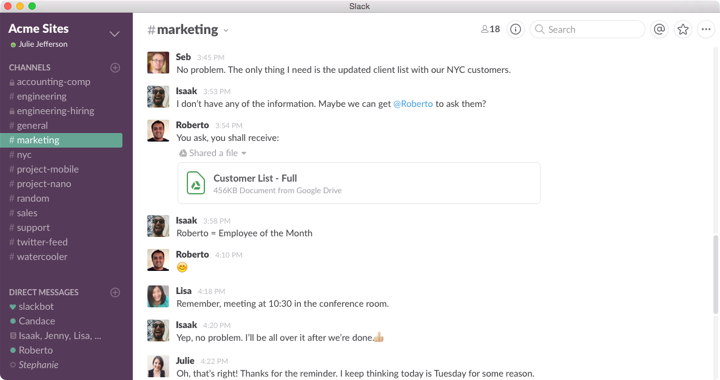 Slack
Acme Sites
Julie Jefferson
CHANNELS
accounting-comp
# engineering
engineering-hiring
# general
# marketing
# nyc
# project-mobile
# project-nano
# random
# sales
# support
# twitter-feed
# watercooler
DIRECT MESSAGES
slackbot
Candace
3 Isaak, Jenny, Lisa, ...
Roberto
Stephanie
#marketing
18
Search
Seb 3:45 PM
No problem. The only thing I need is the updated client list with our NYC customers.
Isaak 3:53 PM
I don't have any of the information. Maybe we can get @Roberto to ask them?
Roberto 3:54 PM
You ask, you shall receive:
Shared a file
Customer List - Full
456KB Document from Google Drive
Isaak 3:58 PM
Roberto = Employee of the Month
Roberto 4:10 PM
😊
Lisa 4:18 PM
Remember, meeting at 10:30 in the conference room.
Isaak 4:20 PM
Yep, no problem. I'll be all over it after we're done👍
Julie 4:22 PM
Oh, that's right! Thanks for the reminder. I keep thinking today is Tuesday for some reason.